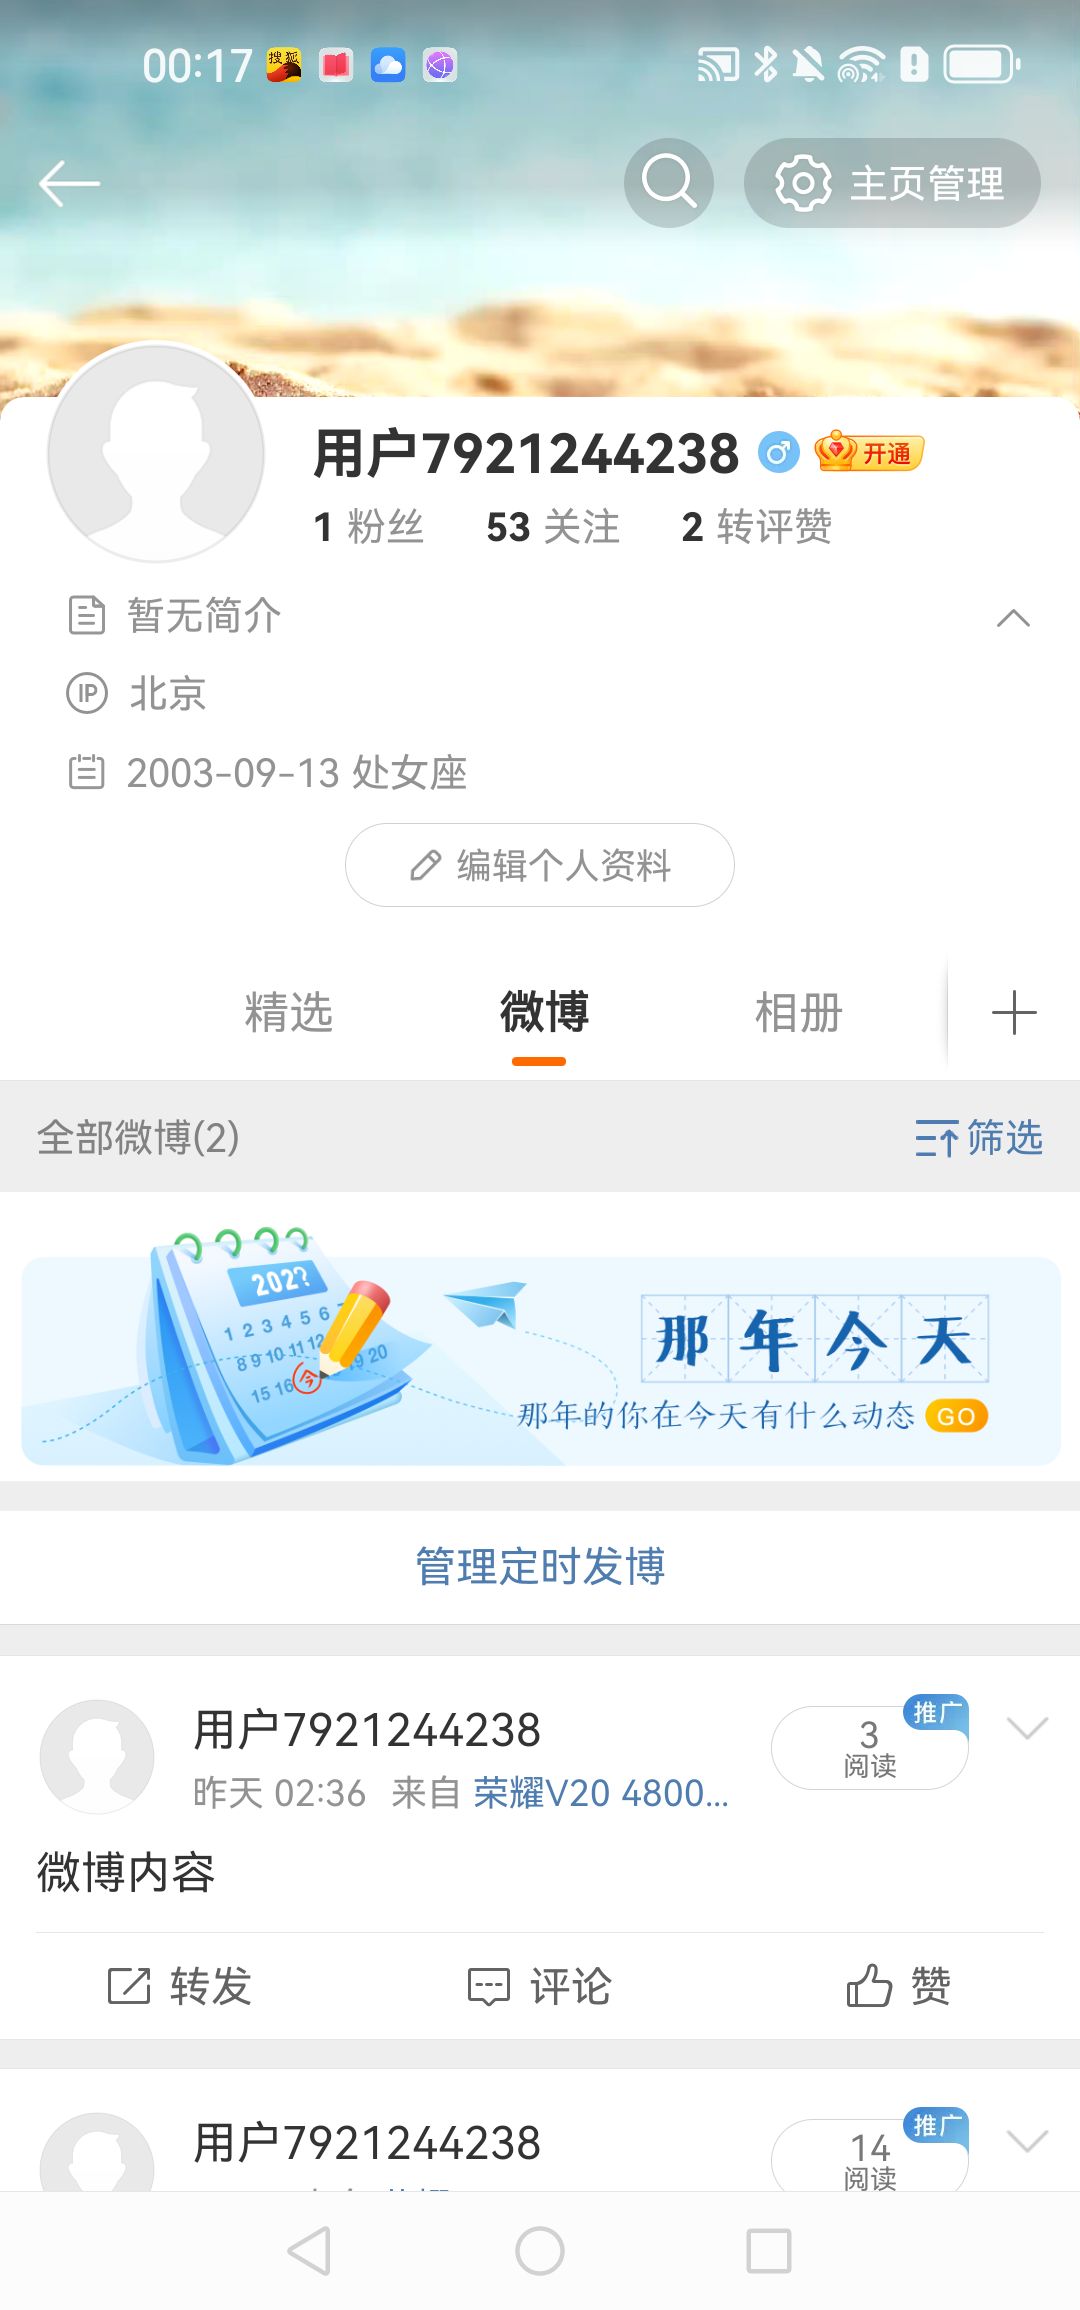 00:17 搜狐
主页管理
用户7921244238 开通
1 粉丝 53 关注 2 转评赞
暂无简介
IP 北京
2003-09-13 处女座
编辑个人资料
精选 微博 相册
全部微博(2) 筛选
202?
1 2 3 4 5 6 7
8 9 10 11 12
15 16 今 19 20
那年今天
那年的你在今天有什么动态 GO
管理定时发博
用户7921244238
3 阅读 推广
昨天 02:36 来自 荣耀V20 4800...
微博内容
转发 评论 赞
用户7921244238
14 阅读 推广